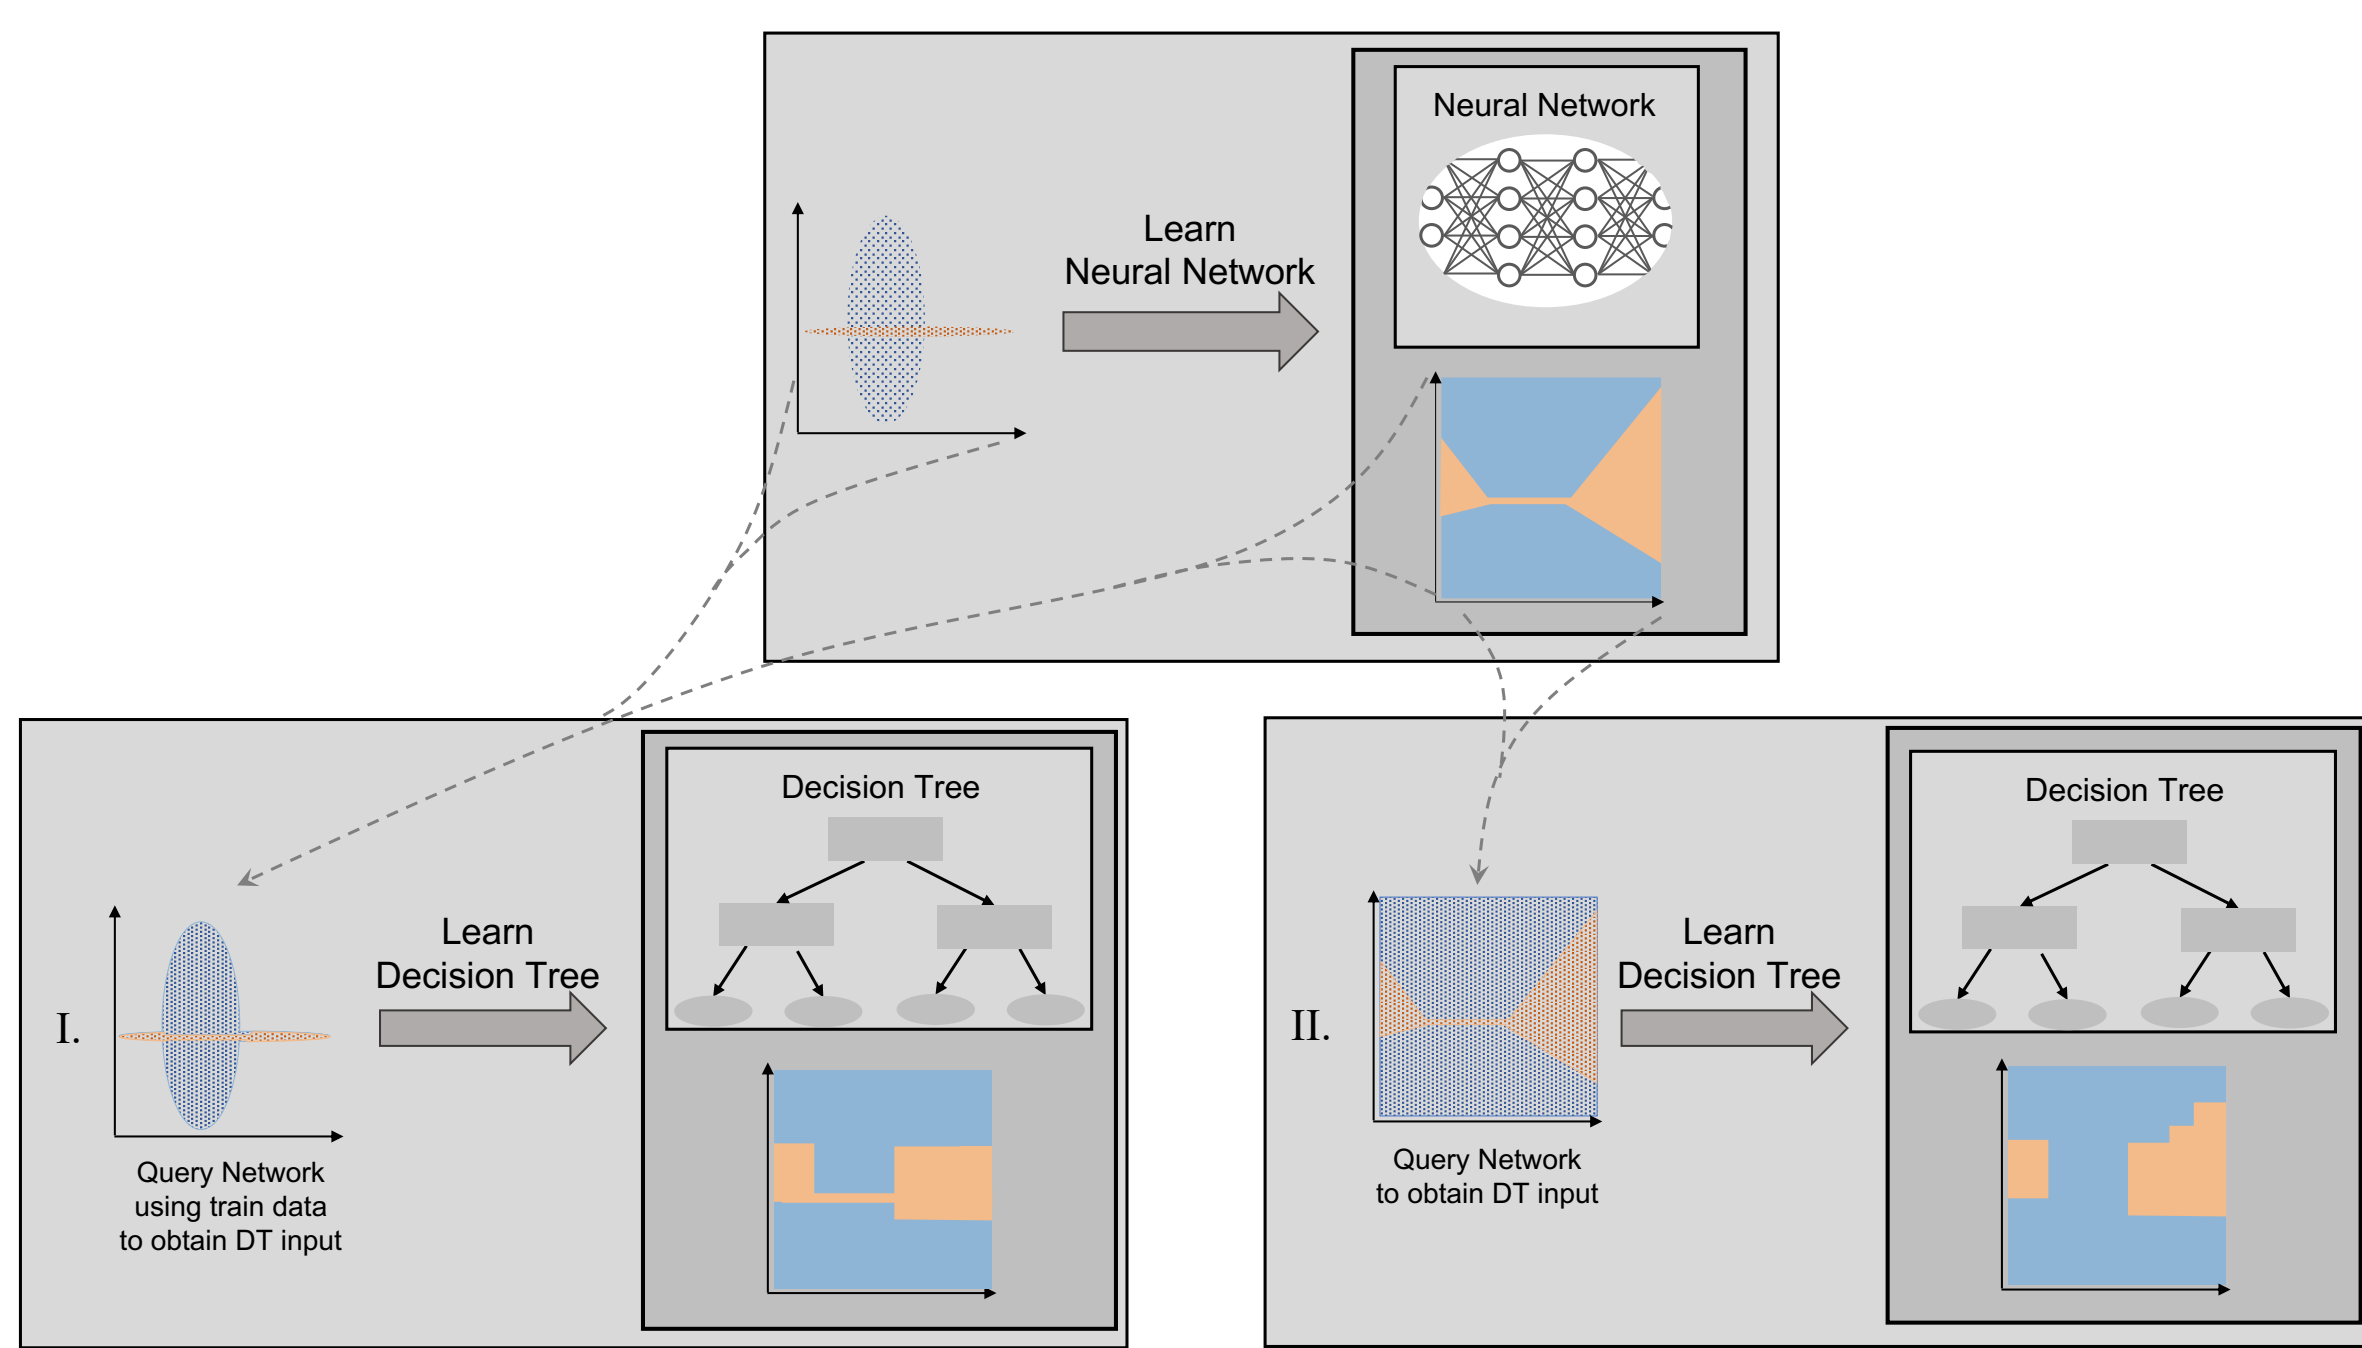 Neural Network
Learn
Neural Network
Decision Tree
Learn
Decision Tree
I.
Query Network
using train data
to obtain DT input
Decision Tree
Learn
Decision Tree
II.
Query Network
to obtain DT input